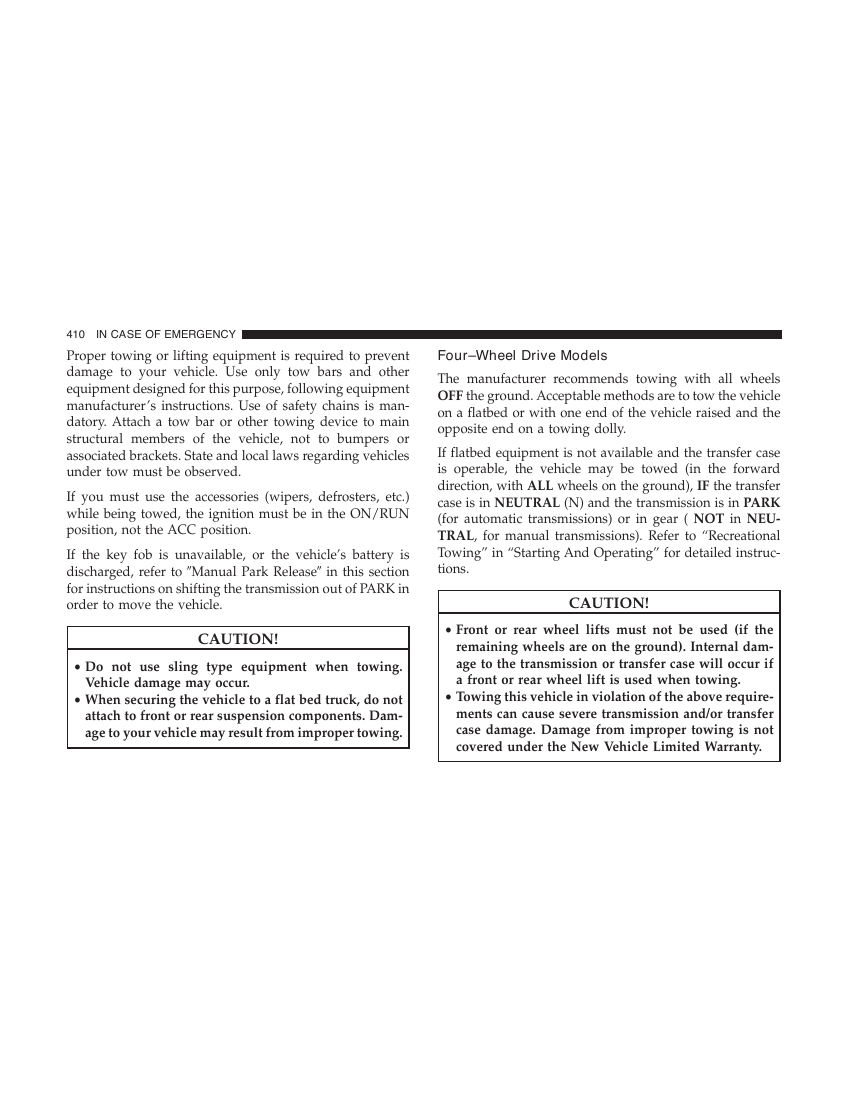 410 IN CASE OF EMERGENCY
Proper towing or lifting equipment is required to prevent
damage to your vehicle. Use only tow bars and other
equipment designed for this purpose, following equipment
manufacturer's instructions. Use of safety chains is man-
datory. Attach a tow bar or other towing device to main
structural members of the vehicle, not to bumpers or
associated brackets. State and local laws regarding vehicles
under tow must be observed.
If you must use the accessories (wipers, defrosters, etc.)
while being towed, the ignition must be in the ON/RUN
position, not the ACC position.
If the key fob is unavailable, or the vehicle's battery is
discharged, refer to ″Manual Park Release″ in this section
for instructions on shifting the transmission out of PARK in
order to move the vehicle.
CAUTION!
• Do not use sling type equipment when towing.
Vehicle damage may occur.
• When securing the vehicle to a flat bed truck, do not
attach to front or rear suspension components. Dam-
age to your vehicle may result from improper towing.
Four–Wheel Drive Models
The manufacturer recommends towing with all wheels
OFF the ground. Acceptable methods are to tow the vehicle
on a flatbed or with one end of the vehicle raised and the
opposite end on a towing dolly.
If flatbed equipment is not available and the transfer case
is operable, the vehicle may be towed (in the forward
direction, with ALL wheels on the ground), IF the transfer
case is in NEUTRAL (N) and the transmission is in PARK
(for automatic transmissions) or in gear ( NOT in NEU-
TRAL, for manual transmissions). Refer to “Recreational
Towing” in “Starting And Operating” for detailed instruc-
tions.
CAUTION!
• Front or rear wheel lifts must not be used (if the
remaining wheels are on the ground). Internal dam-
age to the transmission or transfer case will occur if
a front or rear wheel lift is used when towing.
• Towing this vehicle in violation of the above require-
ments can cause severe transmission and/or transfer
case damage. Damage from improper towing is not
covered under the New Vehicle Limited Warranty.